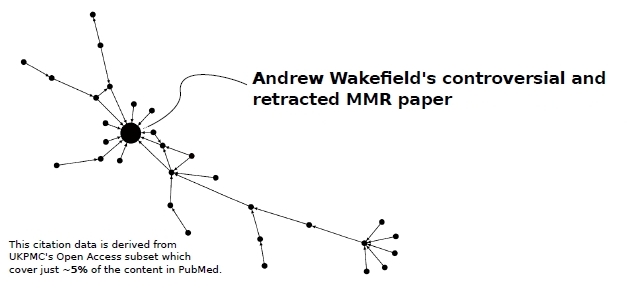 Andrew Wakefield's controversial and
retracted MMR paper
This citation data is derived from
UKPMC's Open Access subset which
cover just ~5% of the content in PubMed.